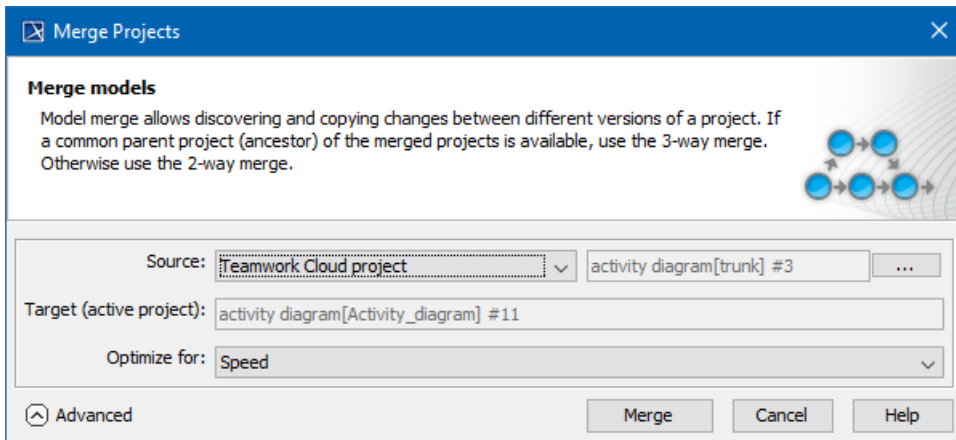 Merge Projects
Merge models
Model merge allows discovering and copying changes between different versions of a project. If
a common parent project (ancestor) of the merged projects is available, use the 3-way merge.
Otherwise use the 2-way merge.
Source: Teamwork Cloud project activity diagram[trunk] #3 ...
Target (active project): activity diagram[Activity_diagram] #11
Optimize for: Speed
Advanced Merge Cancel Help